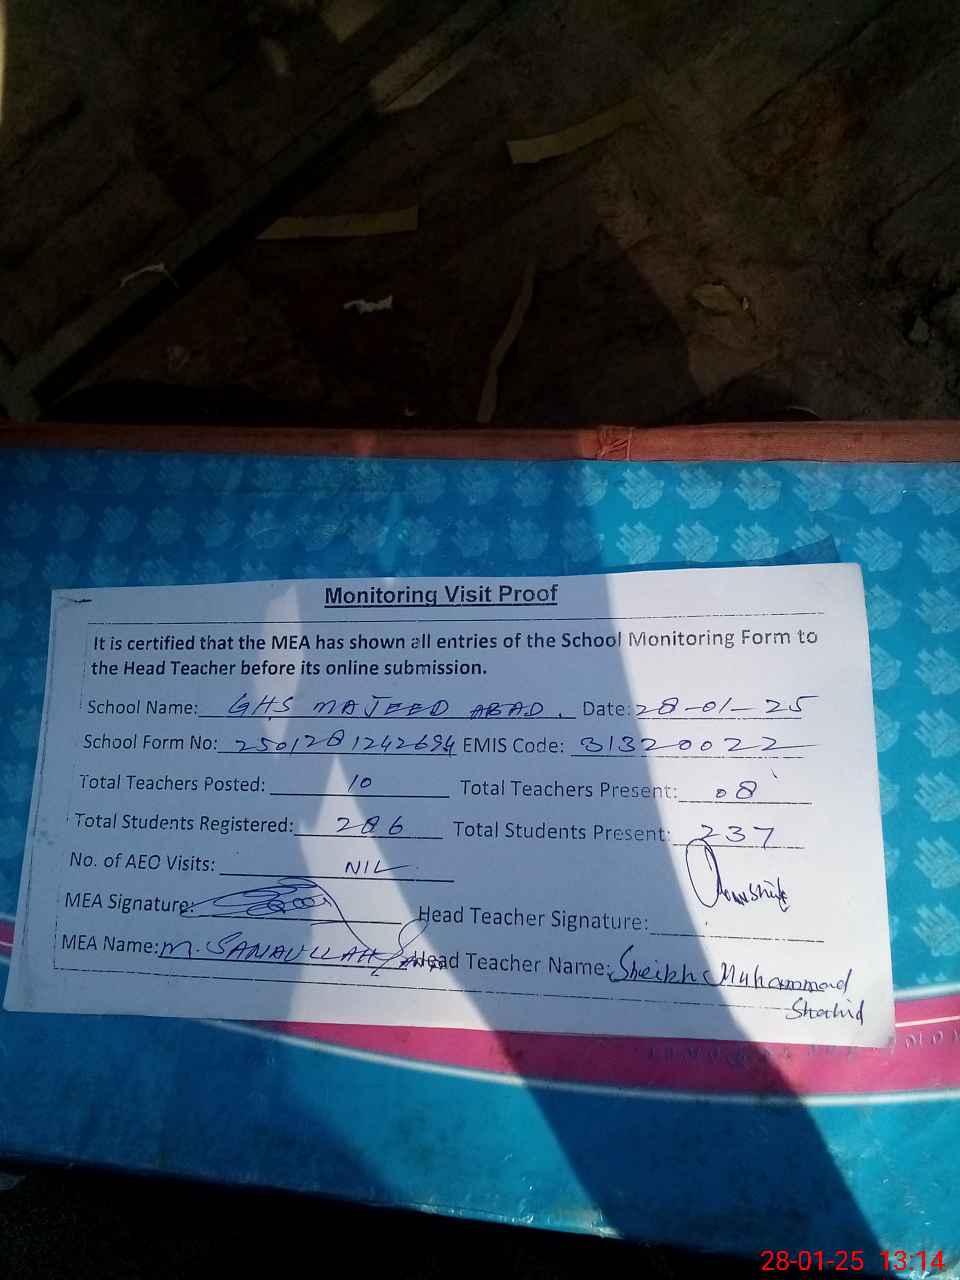 Monitoring Visit Proof
It is certified that the MEA has shown all entries of the School Monitoring Form to
the Head Teacher before its online submission.
School Name: GHS MAJEED ABAD. Date: 28-01-25
School Form No: 2501281242694 EMIS Code: 31320022
Total Teachers Posted: 10 Total Teachers Present: 08
Total Students Registered: 286 Total Students Present: 237
No. of AEO Visits: NIL
MEA Signature: Head Teacher Signature:
MEA Name: M. SANAULLAH Head Teacher Name: Sheikh Muhammad
Shahid
28-01-25 13:14